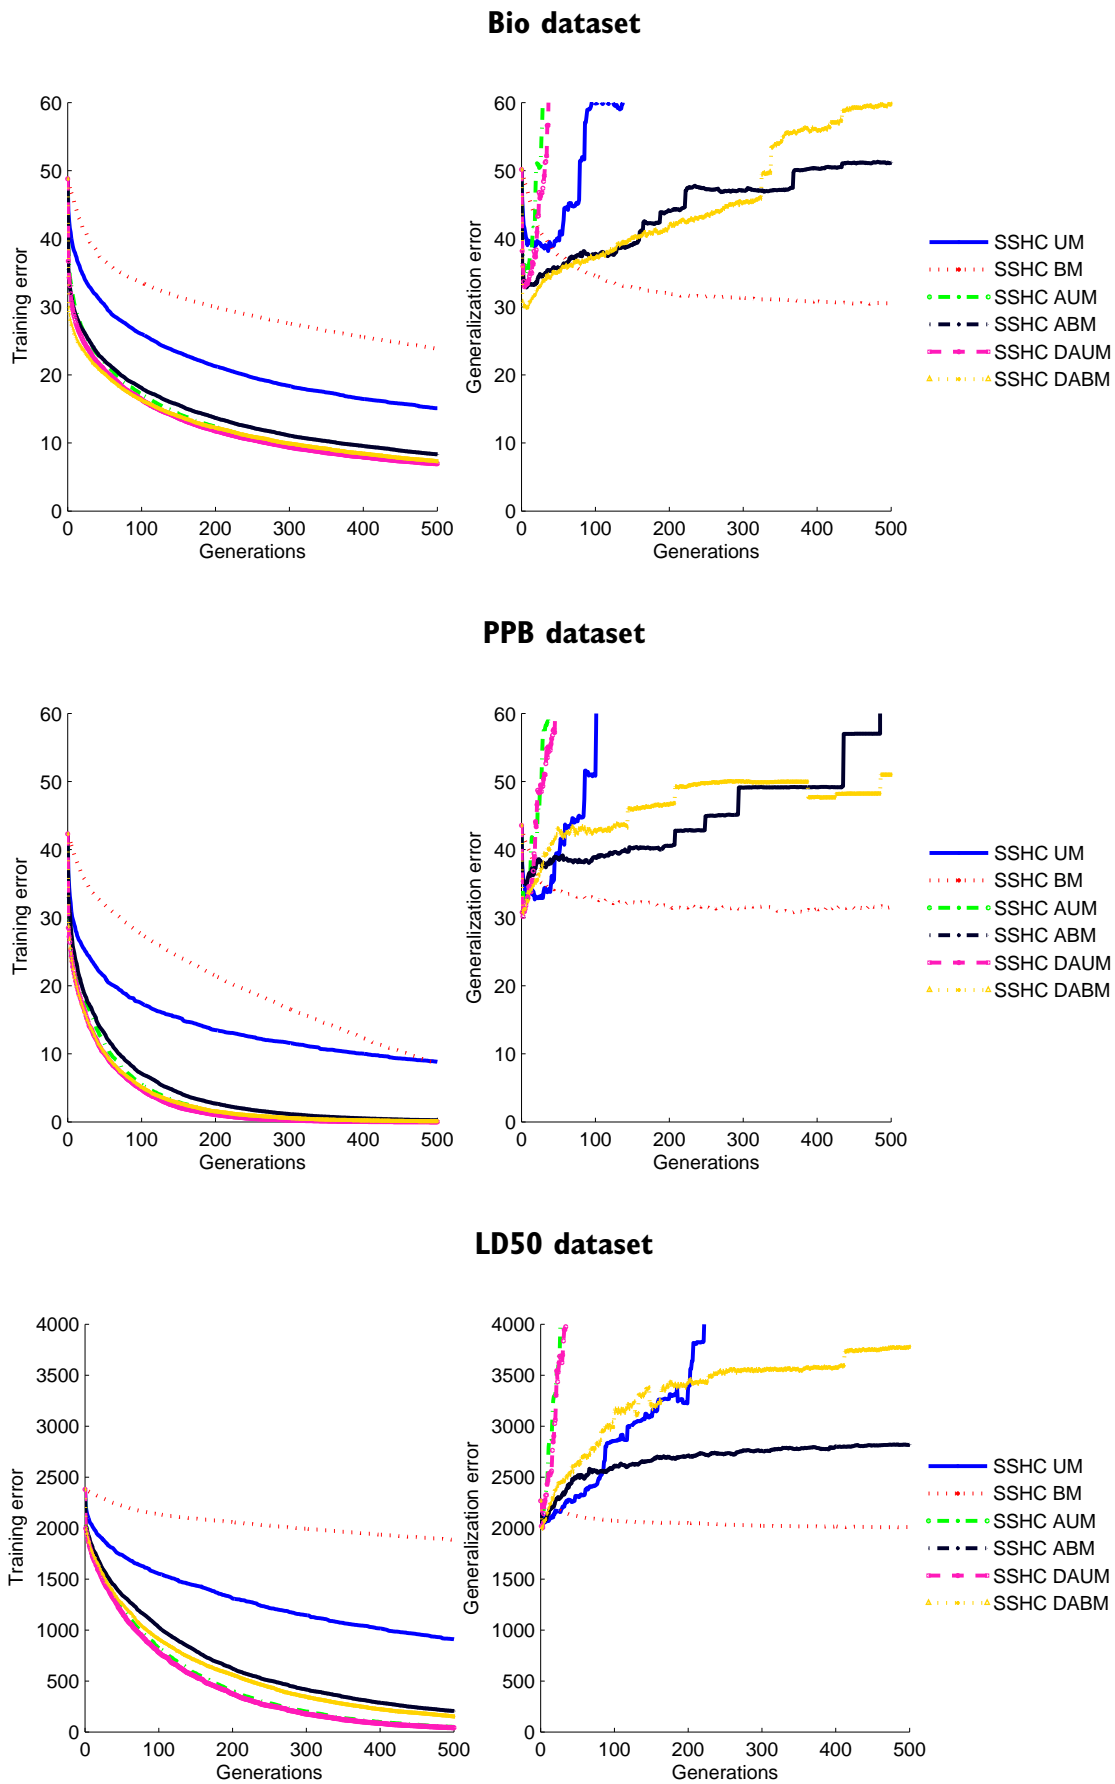 Bio dataset
60
50
40
30
20
10
0
0 100 200 300 400 500
Training error
Generations
60
50
40
30
20
10
0
0 100 200 300 400 500
Generalization error
Generations
SSHC UM
SSHC BM
SSHC AUM
SSHC ABM
SSHC DAUM
SSHC DABM
PPB dataset
60
50
40
30
20
10
0
0 100 200 300 400 500
Training error
Generations
60
50
40
30
20
10
0
0 100 200 300 400 500
Generalization error
Generations
SSHC UM
SSHC BM
SSHC AUM
SSHC ABM
SSHC DAUM
SSHC DABM
LD50 dataset
4000
3500
3000
2500
2000
1500
1000
500
0
0 100 200 300 400 500
Training error
Generations
4000
3500
3000
2500
2000
1500
1000
500
0
0 100 200 300 400 500
Generalization error
Generations
SSHC UM
SSHC BM
SSHC AUM
SSHC ABM
SSHC DAUM
SSHC DABM